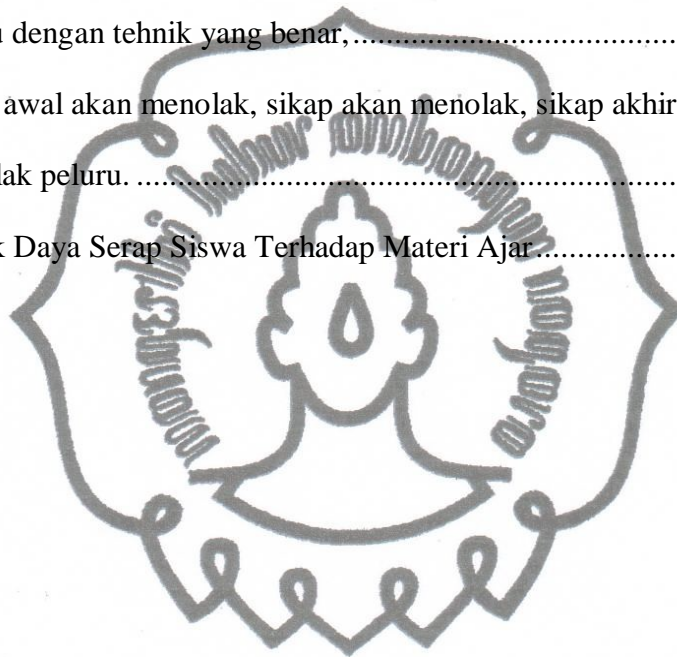 u dengan tehnik yang benar,....................................
awal akan menolak, sikap akan menolak, sikap akhir
lak peluru. ............................................................
k Daya Serap Siswa Terhadap Materi Ajar...............